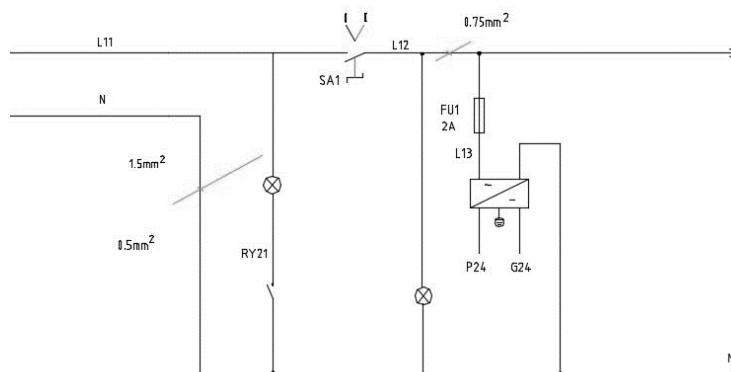 0.75mm²
L11
L12
SA1
N
FU1
2A
L13
1.5mm²
0.5mm²
RY21
P24
G24
N